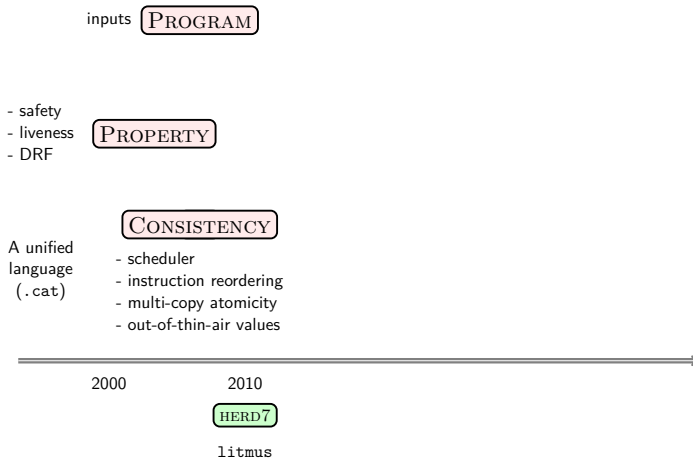 inputs PROGRAM
- safety
- liveness
- DRF
PROPERTY
CONSISTENCY
A unified
language
(.cat)
- scheduler
- instruction reordering
- multi-copy atomicity
- out-of-thin-air values
2000 2010
HERD7
litmus